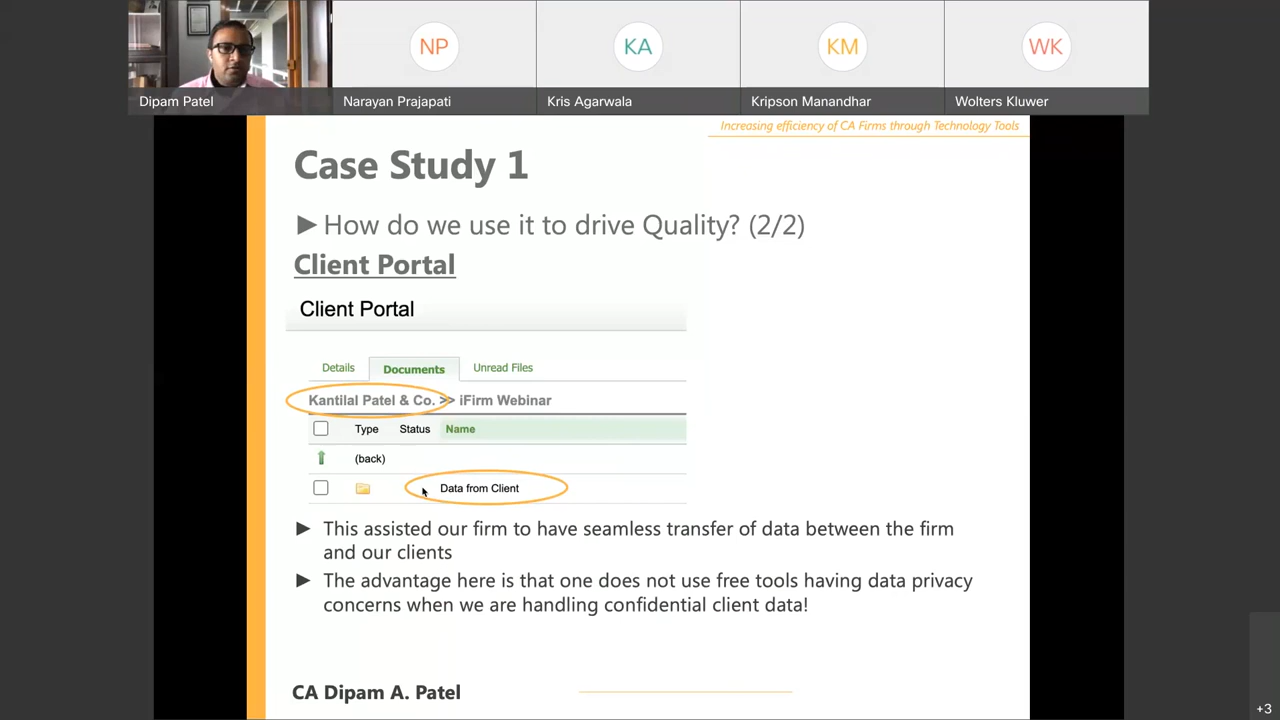 NP
KA
KM
WK
Dipam Patel
Narayan Prajapati
Kris Agarwala
Kripson Manandhar
Wolters Kluwer
Increasing efficiency of CA Firms through Technology Tools
Case Study 1
►How do we use it to drive Quality? (2/2)
Client Portal
Client Portal
Details Documents Unread Files
Kantilal Patel & Co. >> iFirm Webinar
Type Status Name
(back)
Data from Client
► This assisted our firm to have seamless transfer of data between the firm
and our clients
► The advantage here is that one does not use free tools having data privacy
concerns when we are handling confidential client data!
CA Dipam A. Patel
+3